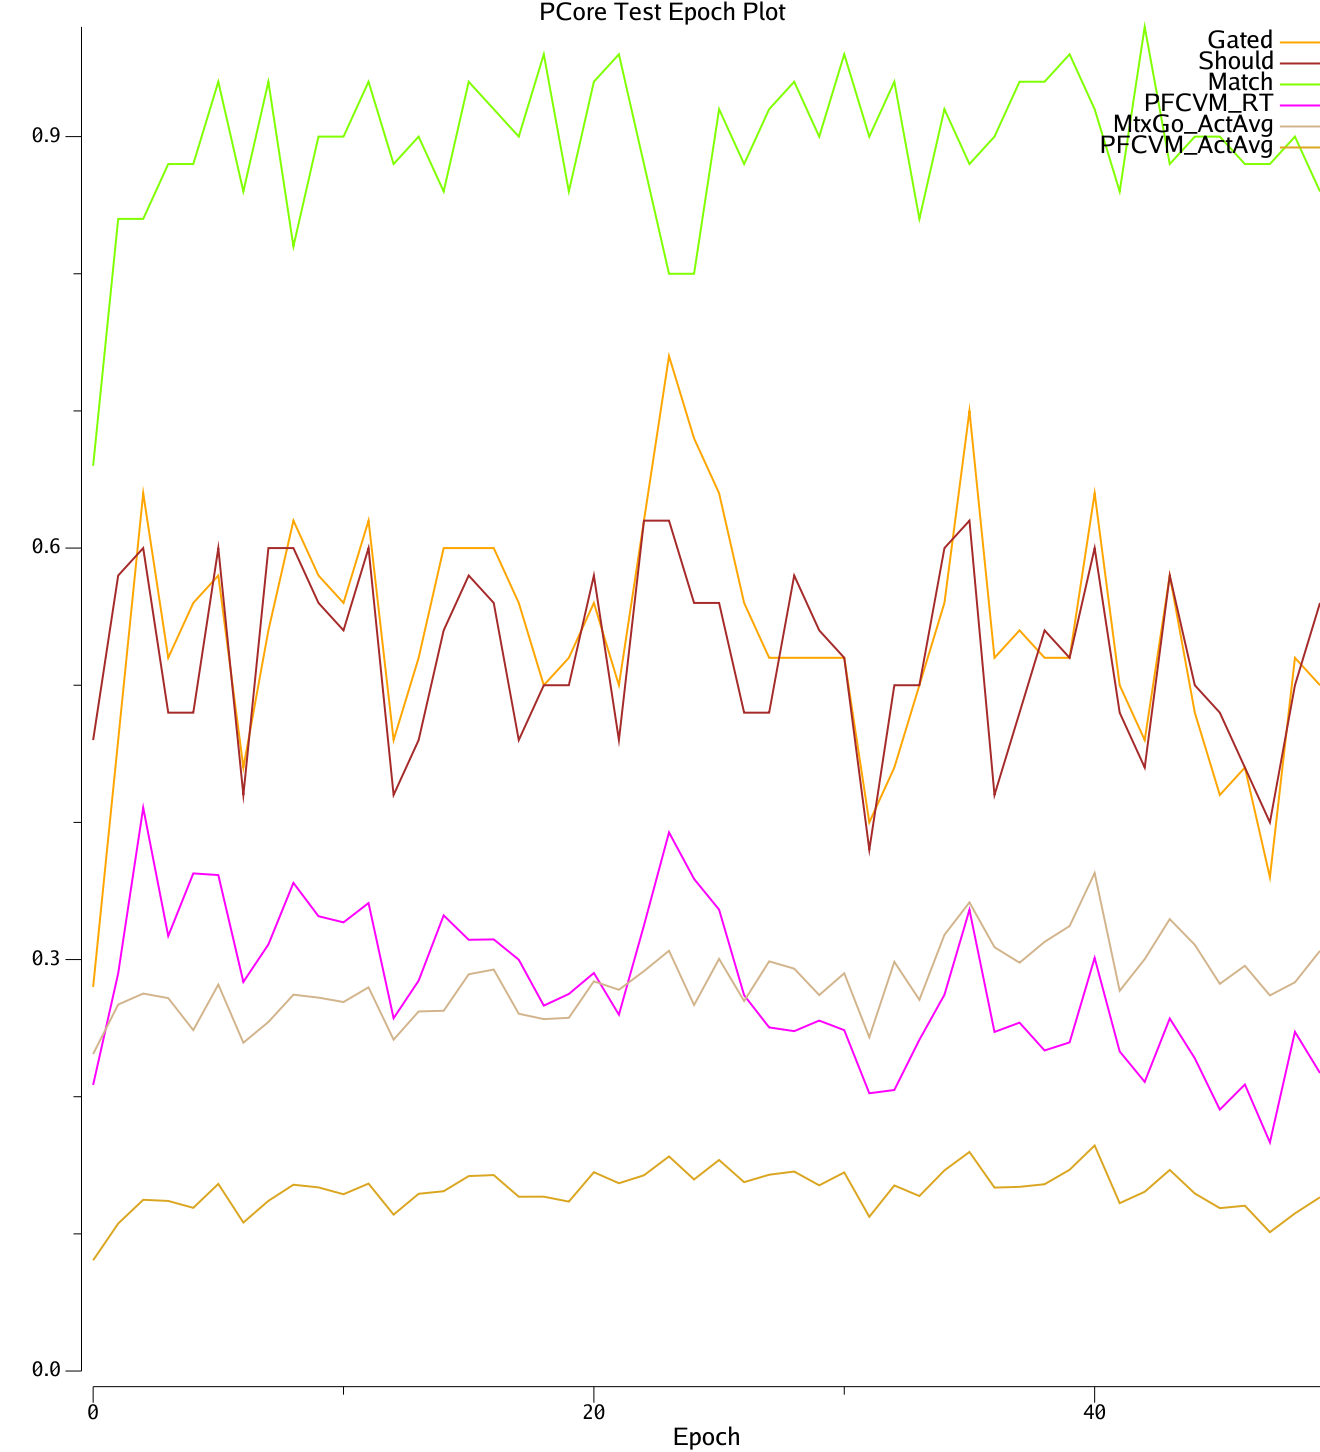 PCore Test Epoch Plot
Gated
Should
Match
PFCVM_RT
MtxGo_ActAvg
PFCVM_ActAvg
0.9
0.6
0.3
0.0
0 20 40
Epoch